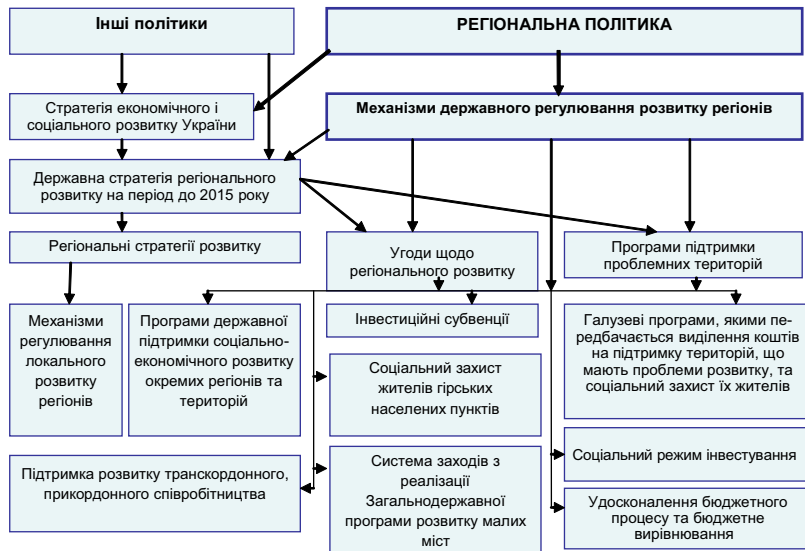 Інші політики
РЕГІОНАЛЬНА ПОЛІТИКА
Стратегія економічного і
соціального розвитку України
Механізми державного регулювання розвитку регіонів
Державна стратегія регіонального
розвитку на період до 2015 року
Регіональні стратегії розвитку
Угоди щодо
регіонального розвитку
Програми підтримки
проблемних територій
Механізми
регулювання
локального
розвитку
регіонів
Програми державної
підтримки соціально-
економічного розвитку
окремих регіонів та
територій
Інвестиційні субвенції
Галузеві програми, якими пе-
редбачається виділення коштів
на підтримку територій, що
мають проблеми розвитку, та
соціальний захист їх жителів
Соціальний захист
жителів гірських
населених пунктів
Підтримка розвитку транскордонного,
прикордонного співробітництва
Система заходів з
реалізації
Загальнодержавної
програми розвитку малих
міст
Соціальний режим інвестування
Удосконалення бюджетного
процесу та бюджетне
вирівнювання